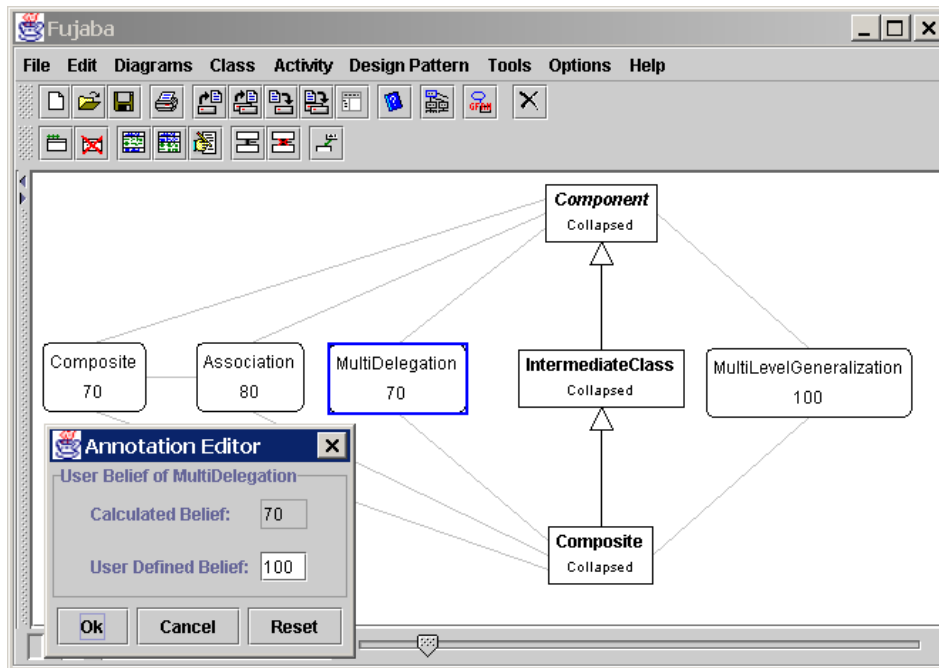 Fujaba
File Edit Diagrams Class Activity Design Pattern Tools Options Help
Component
Collapsed
Composite
70
Association
80
MultiDelegation
70
IntermediateClass
Collapsed
MultiLevelGeneralization
100
Annotation Editor
User Belief of MultiDelegation
Calculated Belief: 70
User Defined Belief: 100
Ok Cancel Reset
Composite
Collapsed